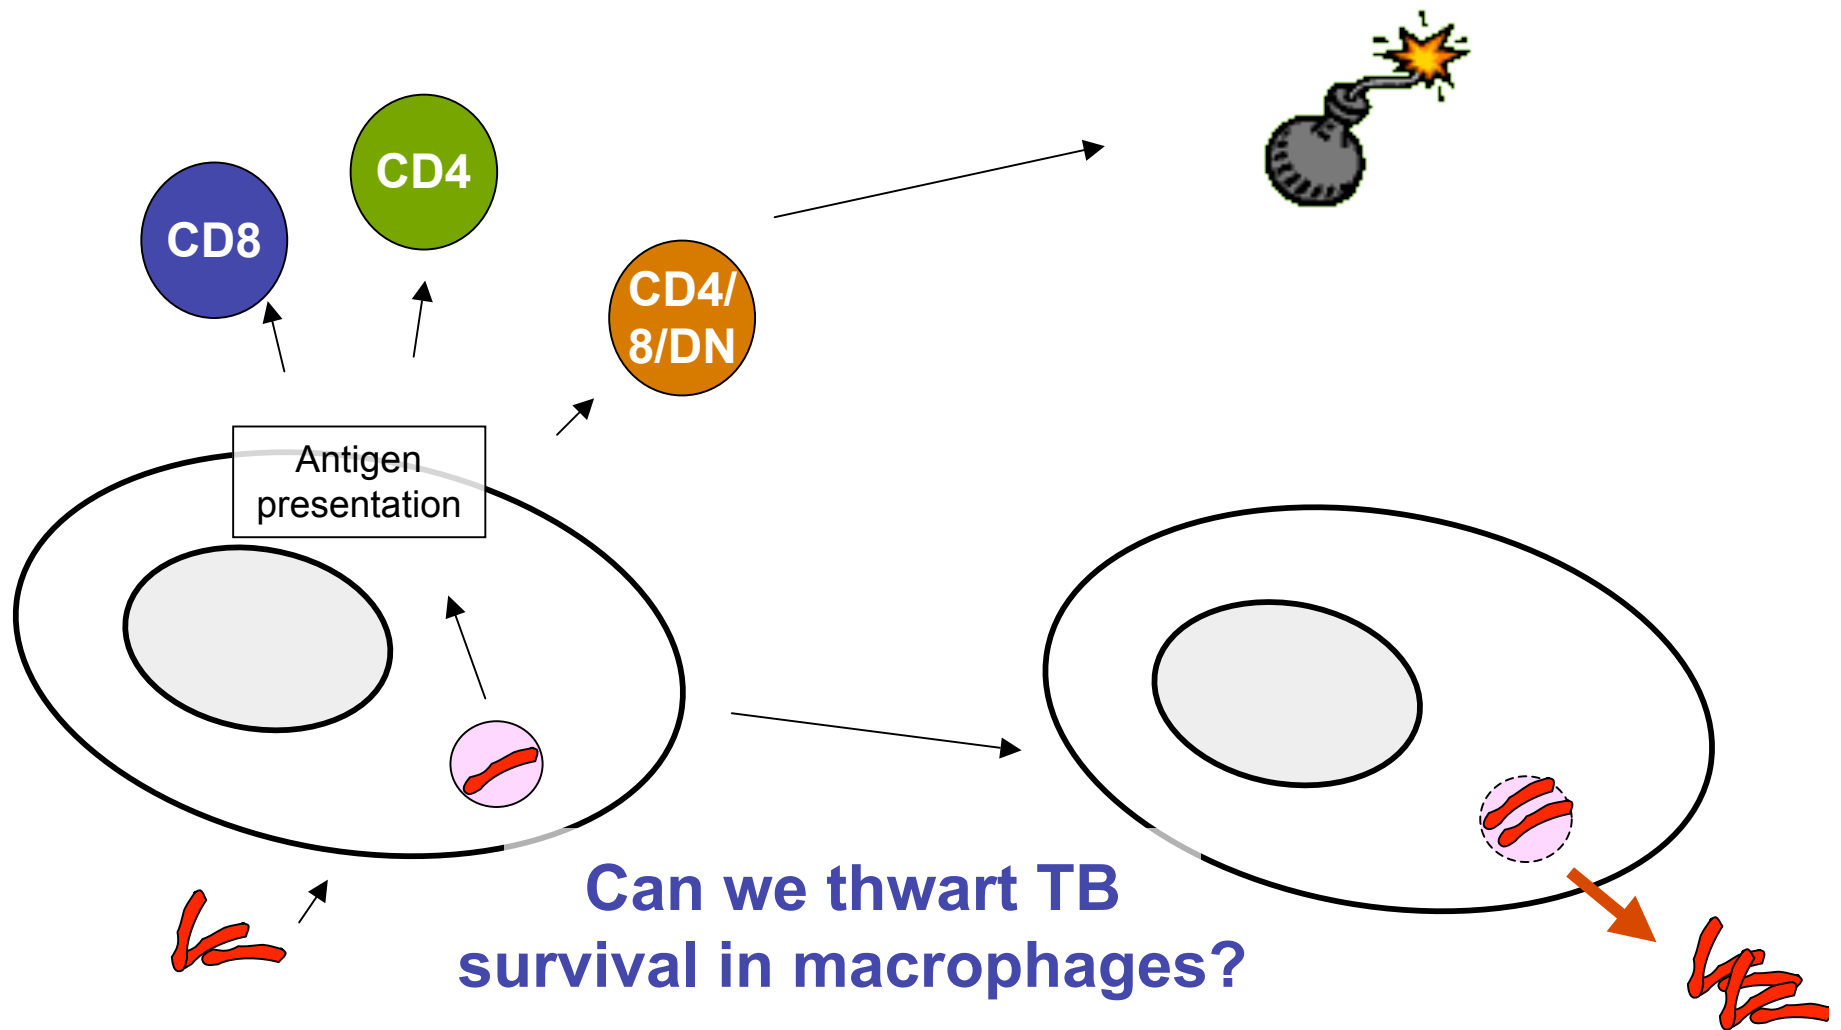 CD4
CD8
CD4/
8/DN
Antigen
presentation
Can we thwart TB
survival in macrophages?